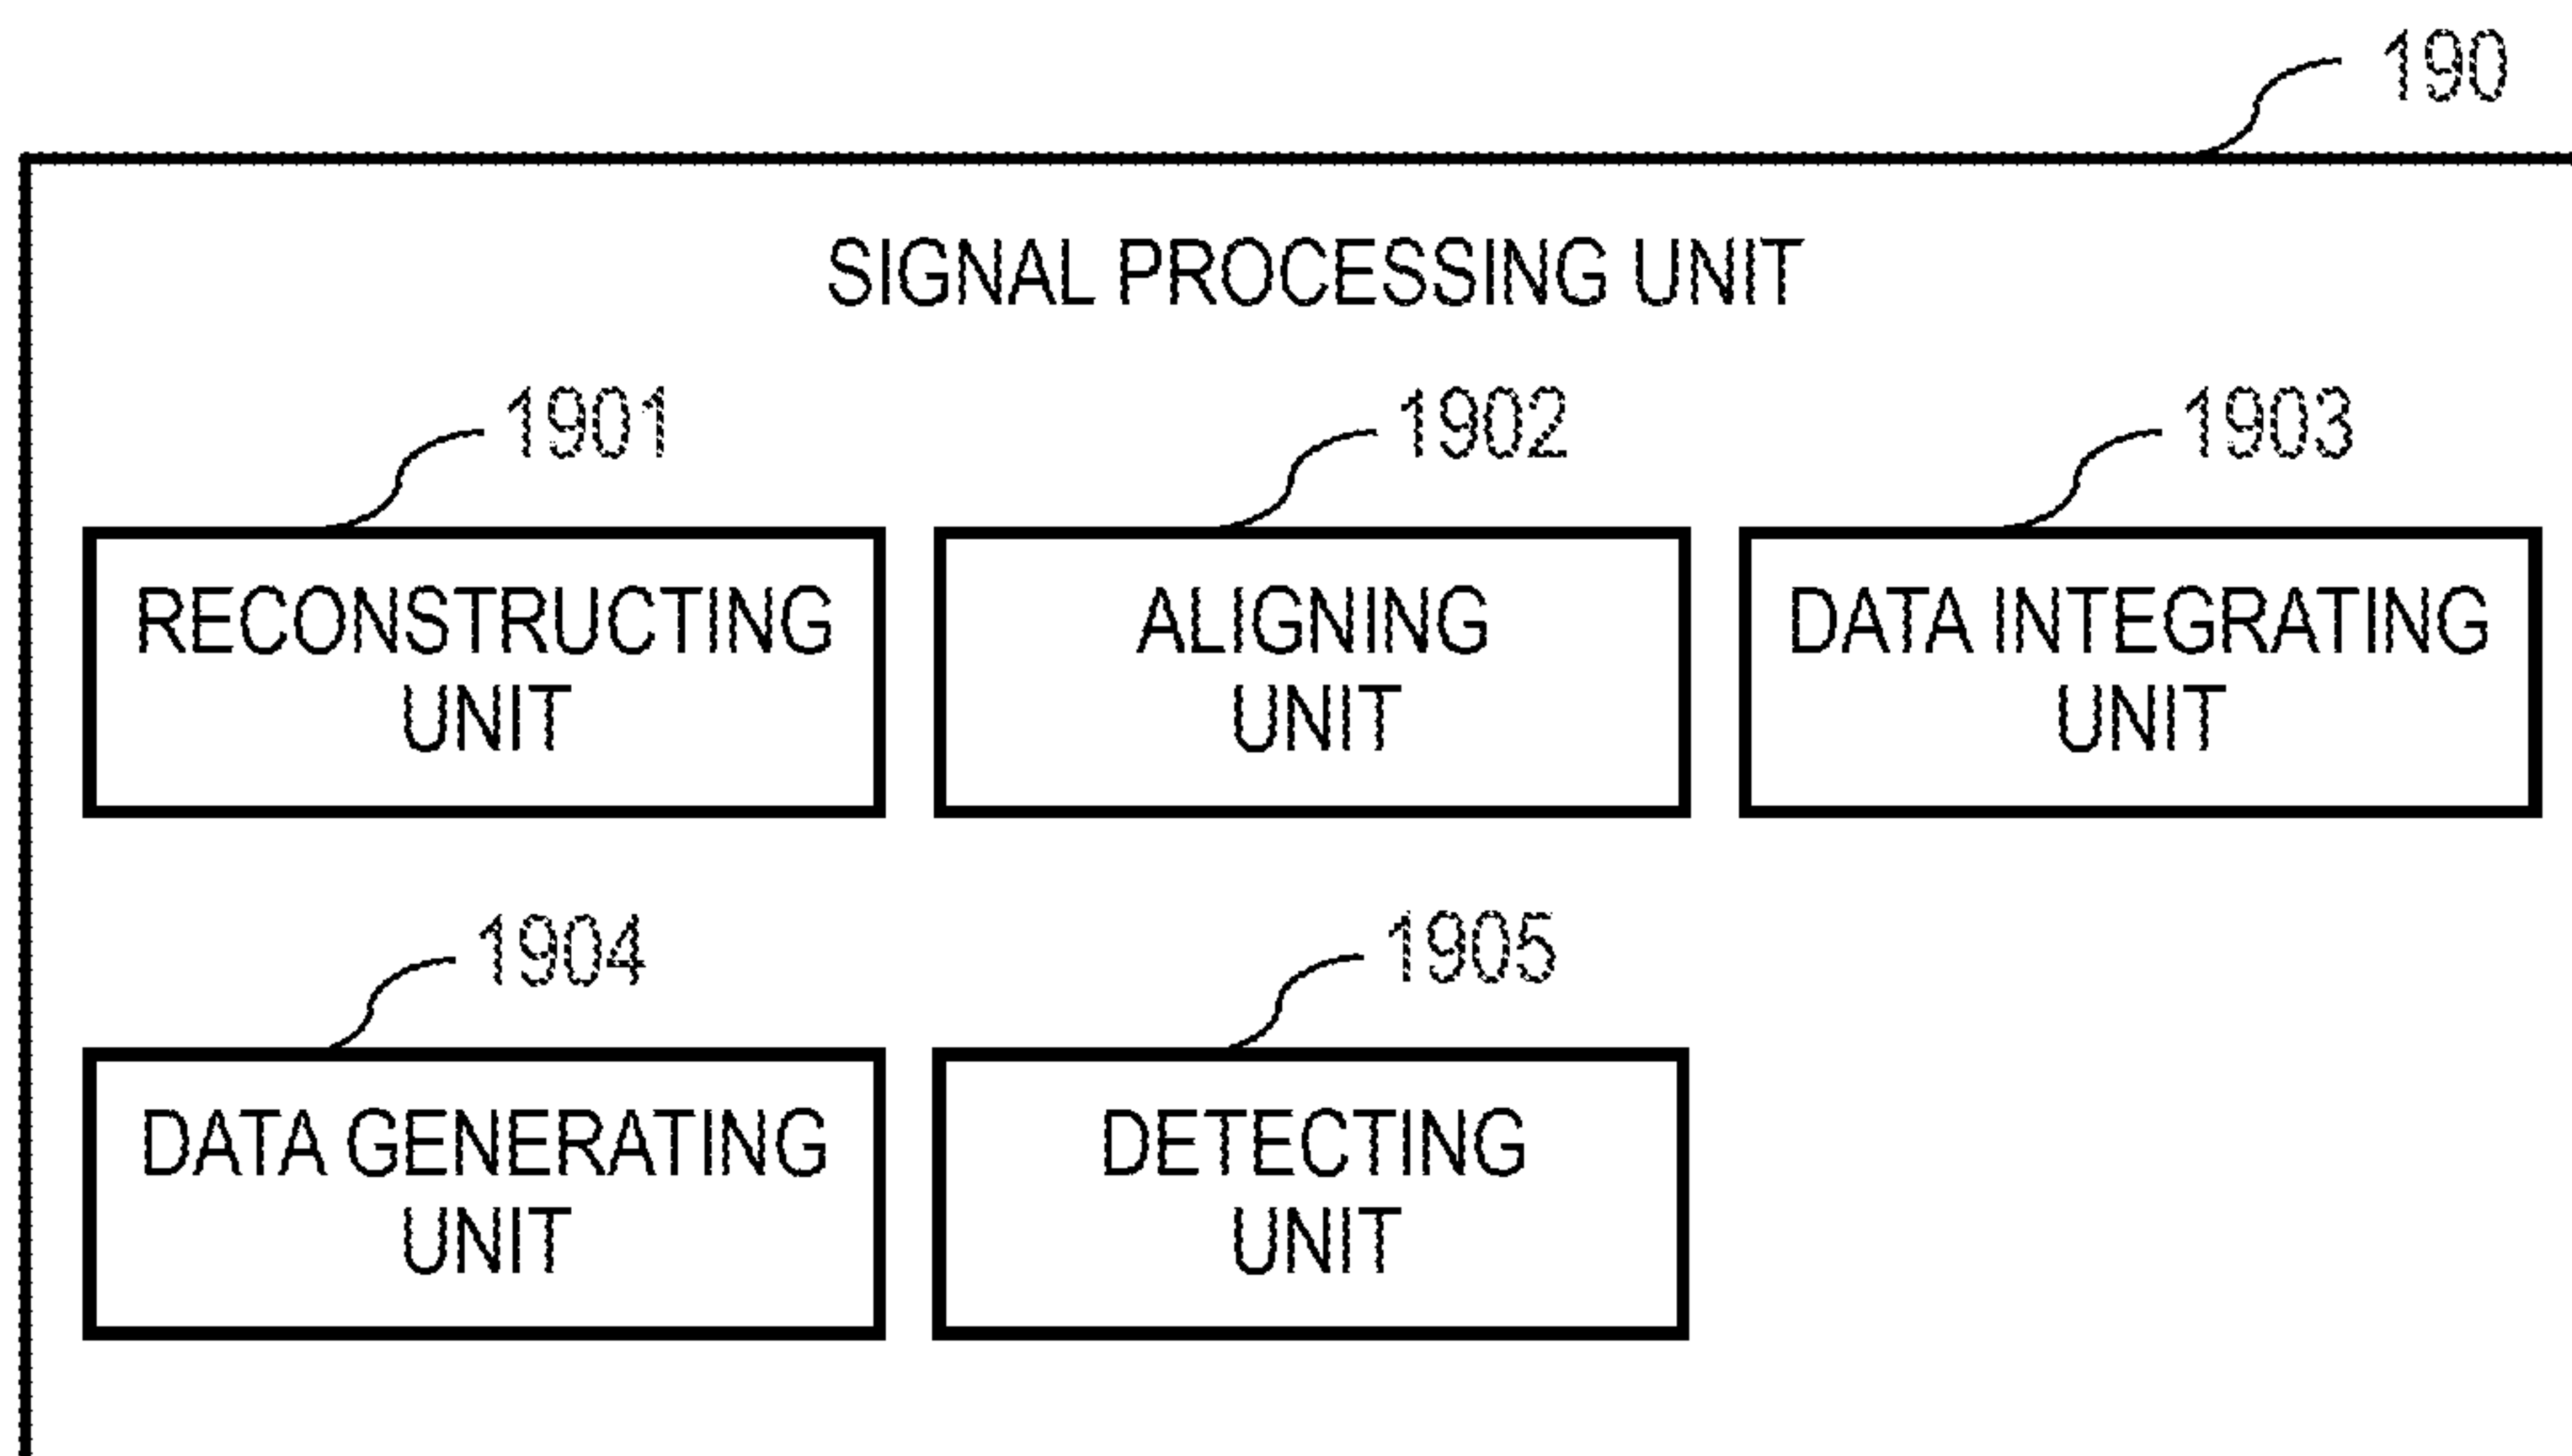 190
SIGNAL PROCESSING UNIT
1901
1902
1903
RECONSTRUCTING
UNIT
ALIGNING
UNIT
DATA INTEGRATING
UNIT
1904
1905
DATA GENERATING
UNIT
DETECTING
UNIT